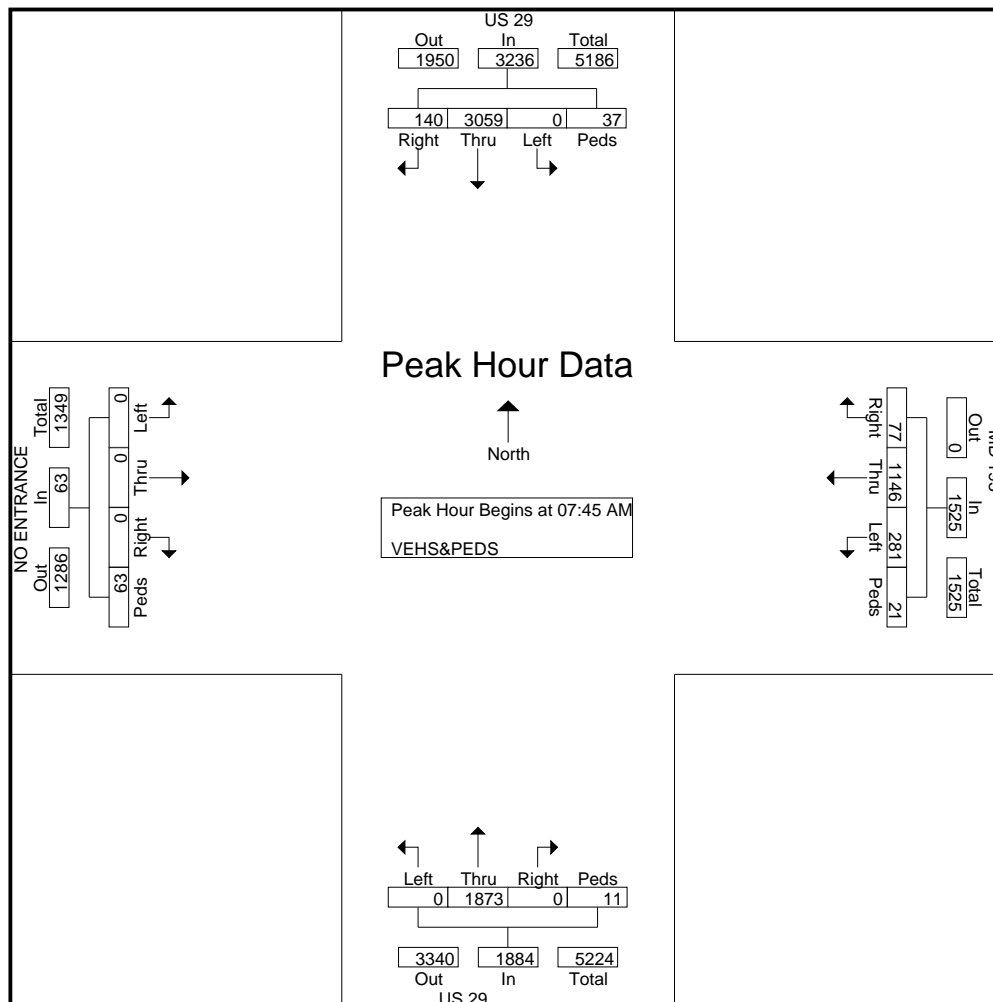 US 29
Out In Total
1950 3236 5186
140 3059 0 37
Right Thru Left Peds
Peak Hour Data
North
Peak Hour Begins at 07:45 AM
VEHS&PEDS
NO ENTRANCE
Total In Out
1349 63 1286
0 0 0 63
Left Thru Right Peds
Out In Total
0 1525 1525
Right Thru Left Peds
77 1146 281 21
Left Thru Right Peds
0 1873 0 11
3340 1884 5224
Out In Total
US 29